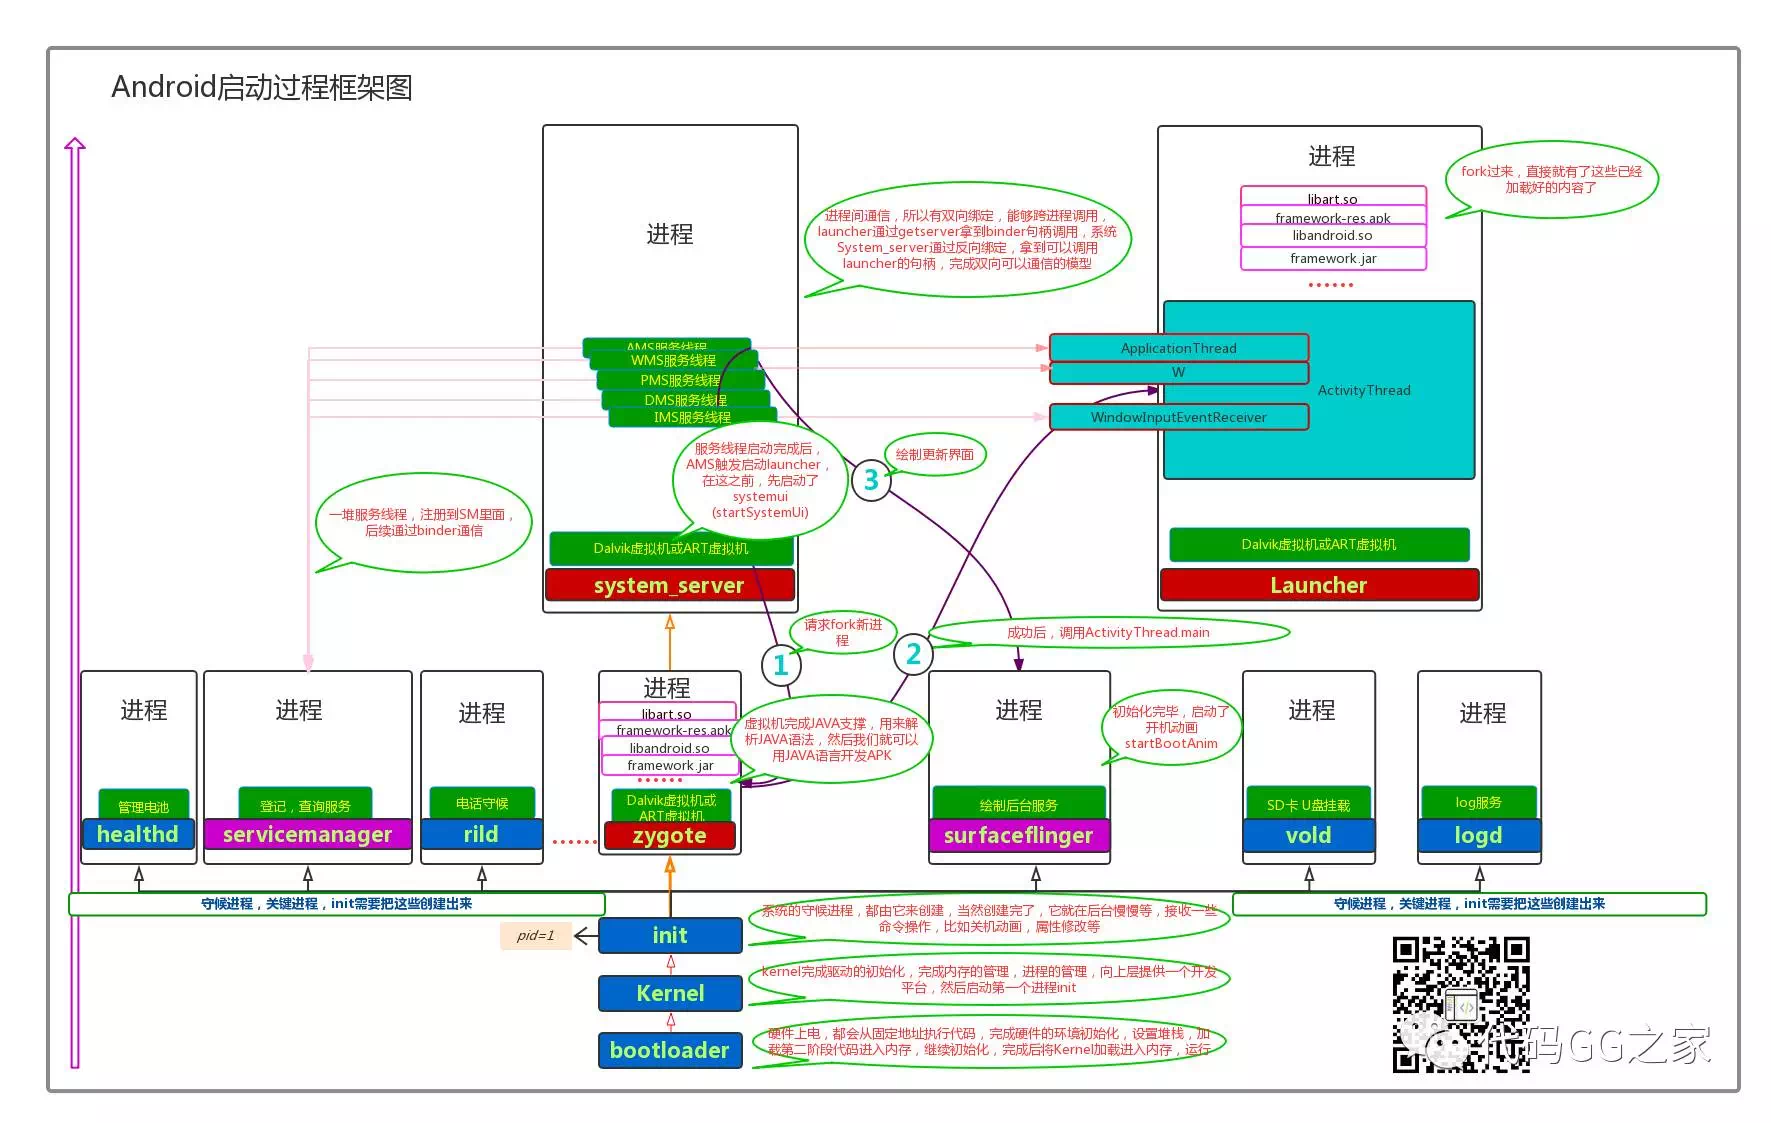 Android启动过程框架图
进程
fork过来，直接就有了这些已经
加载好的内容了
libart.so
framework-res.apk
libandroid.so
framework.jar
······
进程
进程间通信，所以有双向绑定，能够跨进程调用，
launcher通过getserver拿到binder句柄调用，系统
System_server通过反向绑定，拿到可以调用
launcher的句柄，完成双向可以通信的模型
AMS服务线程
WMS服务线程
PMS服务线程
DMS服务线程
IMS服务线程
ApplicationThread
W
WindowInputEventReceiver
ActivityThread
服务线程启动完成后，
AMS触发启动launcher，
在这之前，先启动了
systemui
(startSystemUi)
3
绘制更新界面
一堆服务线程，注册到SM里面，
后续通过binder通信
Dalvik虚拟机或ART虚拟机
system_server
Dalvik虚拟机或ART虚拟机
Launcher
请求fork新进
程
1
2
成功后，调用ActivityThread.main
进程
管理电池
healthd
进程
登记，查询服务
servicemanager
进程
电话守候
rild
······
进程
libart.so
framework-res.apk
libandroid.so
framework.jar
······
Dalvik虚拟机或
ART虚拟机
zygote
虚拟机完成JAVA支撑，用来解
析JAVA语法，然后我们就可以
用JAVA语言开发APK
进程
绘制后台服务
surfaceflinger
初始化完毕，启动了
开机动画
startBootAnim
进程
SD卡 U盘挂载
vold
进程
log服务
logd
守候进程，关键进程，init需要把这些创建出来
守候进程，关键进程，init需要把这些创建出来
pid=1
init
系统的守候进程，都由它来创建，当然创建完了，它就在后台慢慢等，接收一些
命令操作，比如关机动画，属性修改等
Kernel
kernel完成驱动的初始化，完成内存的管理，进程的管理，向上层提供一个开发
平台，然后启动第一个进程init
bootloader
硬件上电，都会从固定地址执行代码，完成硬件的环境初始化，设置堆栈，加
载第二阶段代码进入内存，继续初始化，完成后将Kernel加载进入内存，运行
代码GG之家